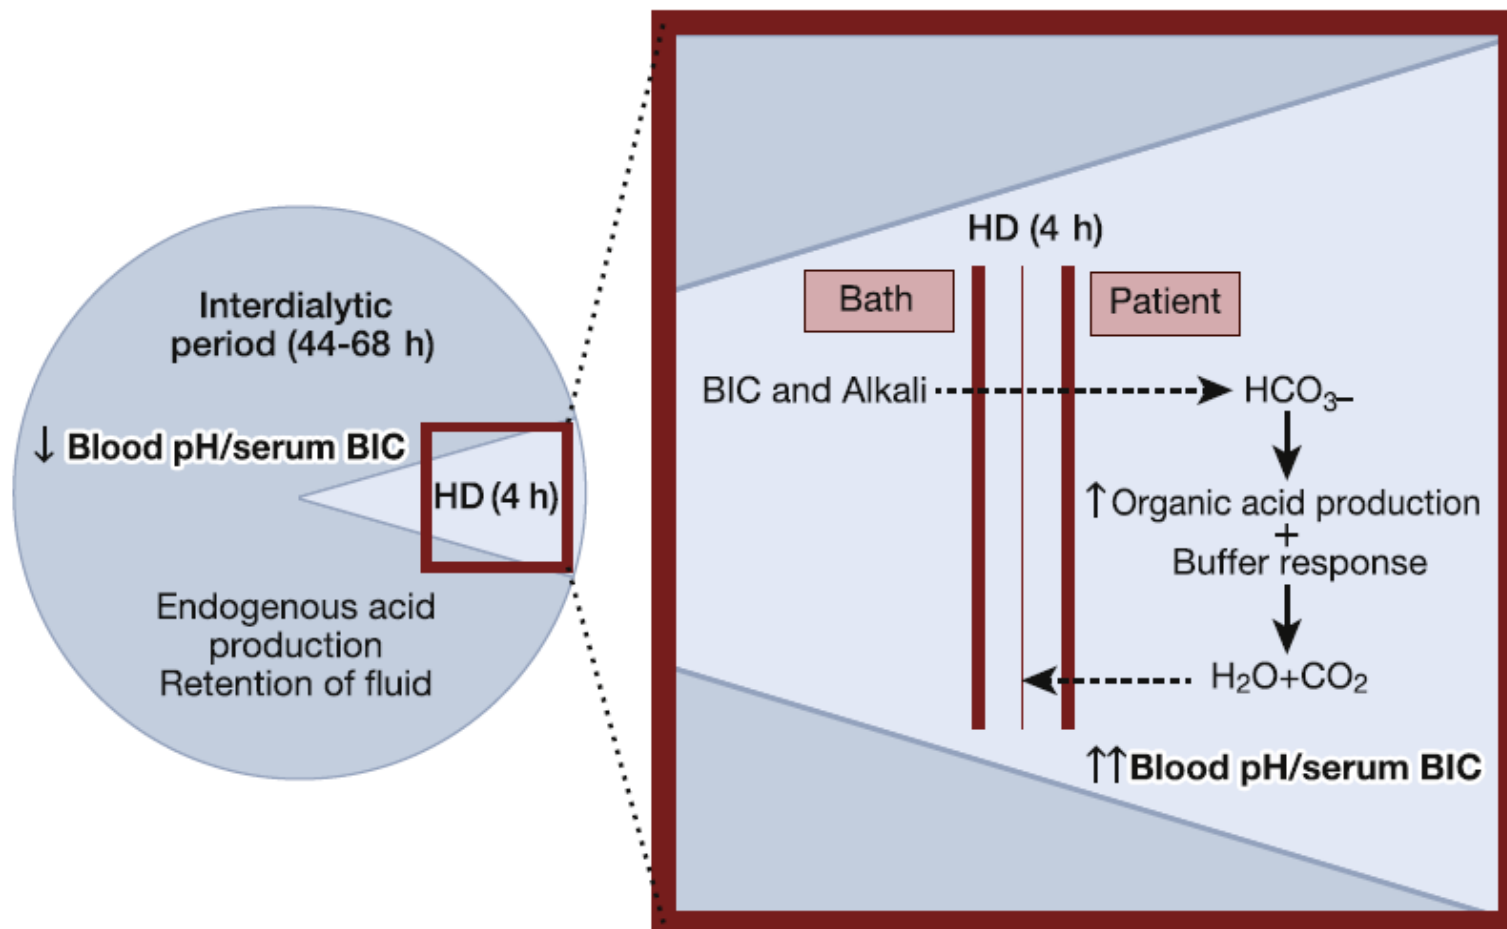 Interdialytic
period (44-68 h)
↓ Blood pH/serum BIC
HD (4 h)
Endogenous acid
production
Retention of fluid
HD (4 h)
Bath
Patient
BIC and Alkali
HCO₃₋
↑Organic acid production
+
Buffer response
H₂O+CO₂
↑↑Blood pH/serum BIC